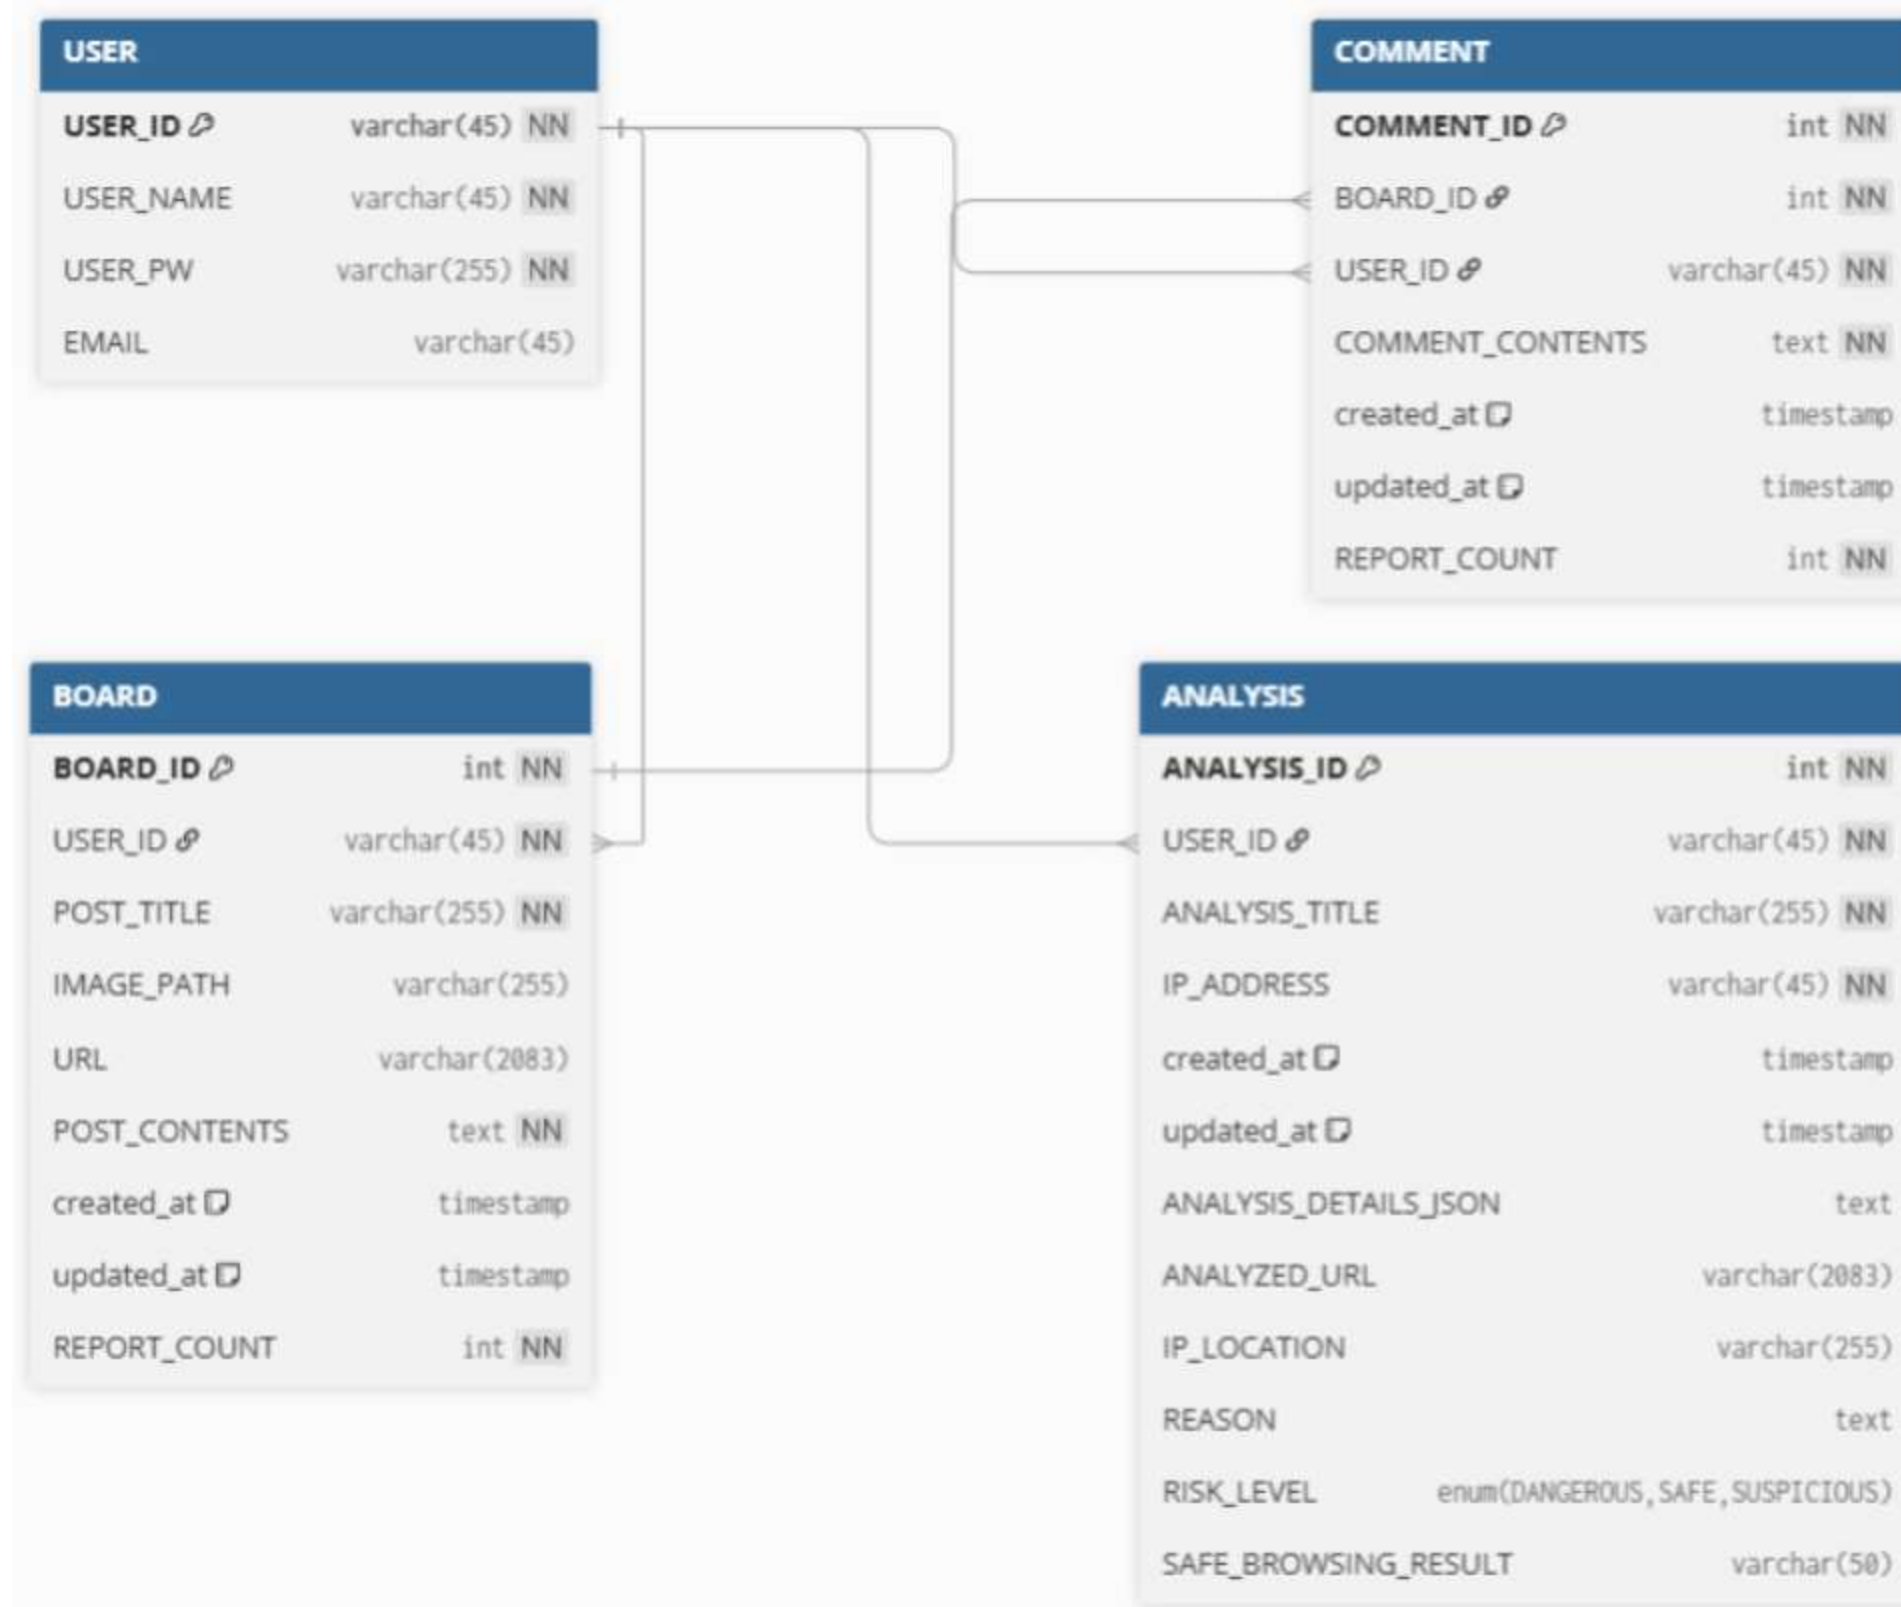 USER
USER_ID varchar(45) NN
USER_NAME varchar(45) NN
USER_PW varchar(255) NN
EMAIL varchar(45)
COMMENT
COMMENT_ID int NN
BOARD_ID int NN
USER_ID varchar(45) NN
COMMENT_CONTENTS text NN
created_at timestamp
updated_at timestamp
REPORT_COUNT int NN
BOARD
BOARD_ID int NN
USER_ID varchar(45) NN
POST_TITLE varchar(255) NN
IMAGE_PATH varchar(255)
URL varchar(2083)
POST_CONTENTS text NN
created_at timestamp
updated_at timestamp
REPORT_COUNT int NN
ANALYSIS
ANALYSIS_ID int NN
USER_ID varchar(45) NN
ANALYSIS_TITLE varchar(255) NN
IP_ADDRESS varchar(45) NN
created_at timestamp
updated_at timestamp
ANALYSIS_DETAILS_JSON text
ANALYZED_URL varchar(2083)
IP_LOCATION varchar(255)
REASON text
RISK_LEVEL enum(DANGEROUS,SAFE,SUSPICIOUS)
SAFE_BROWSING_RESULT varchar(50)